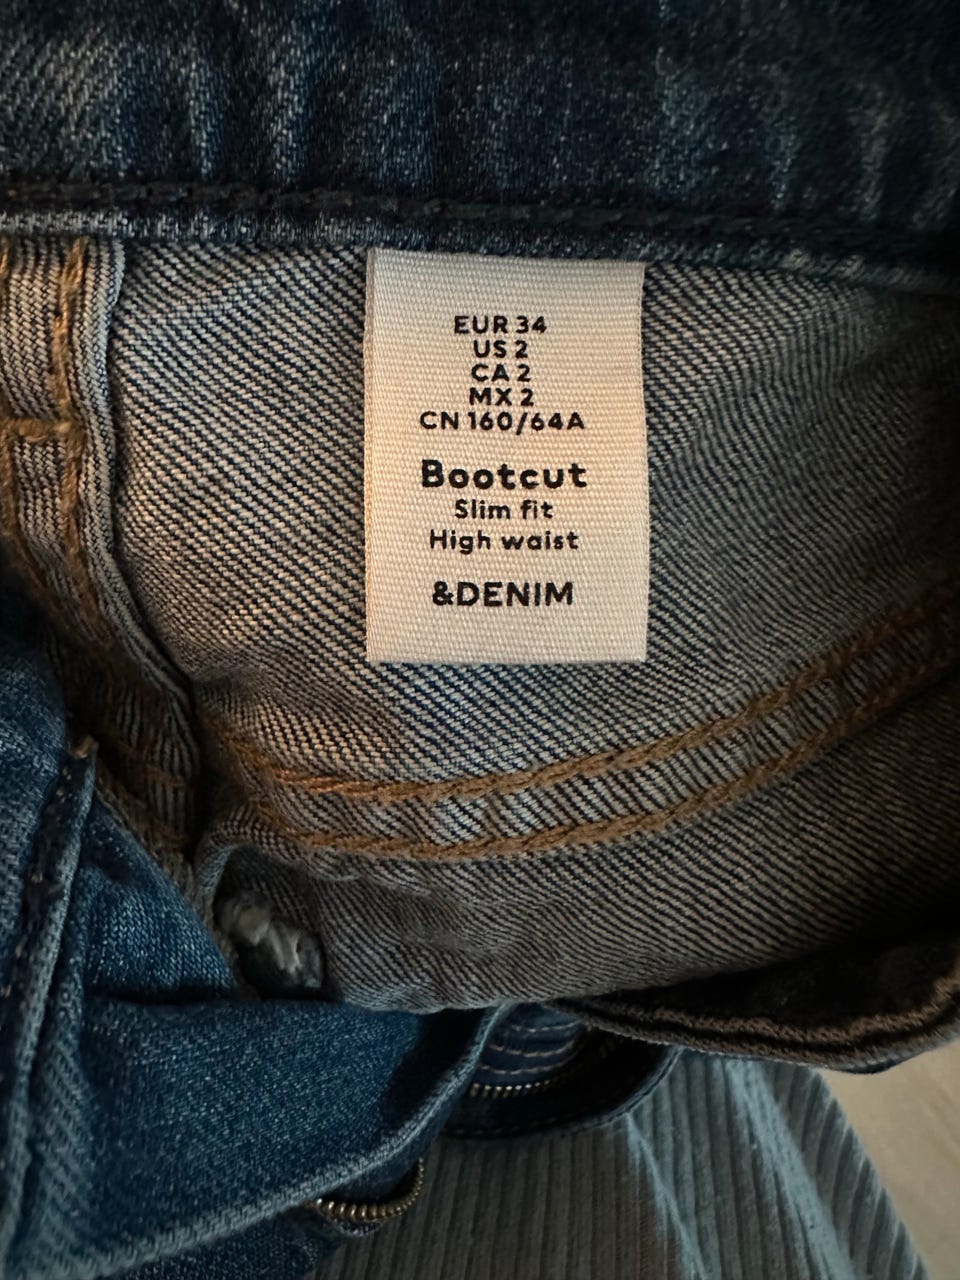 EUR 34
US 2
CA 2
MX 2
CN 160/64A
Bootcut
Slim fit
High waist
&DENIM